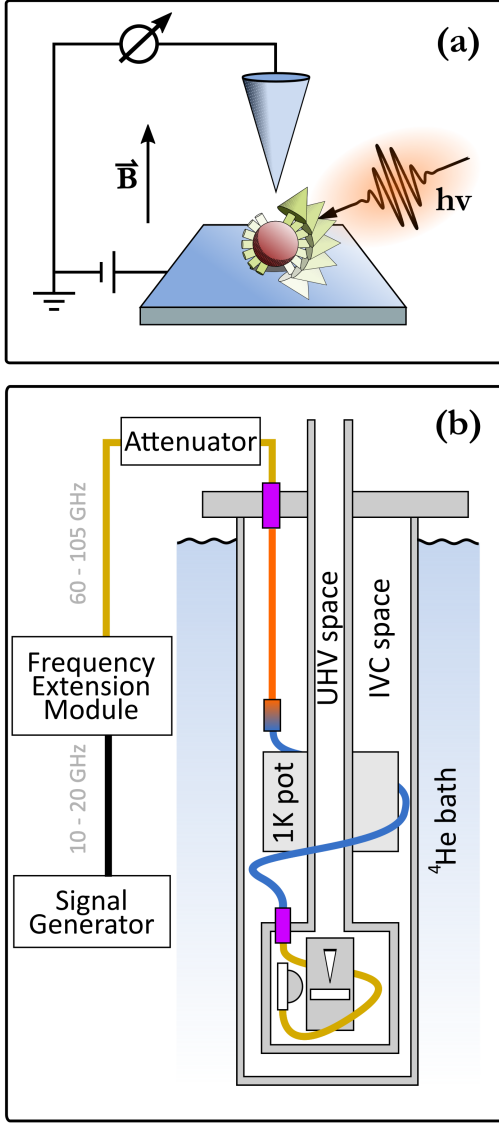 (a)
B⃗
hν
(b)
Attenuator
60 - 105 GHz
Frequency
Extension
Module
10 - 20 GHz
Signal
Generator
UHV space
IVC space
1K pot
⁴He bath